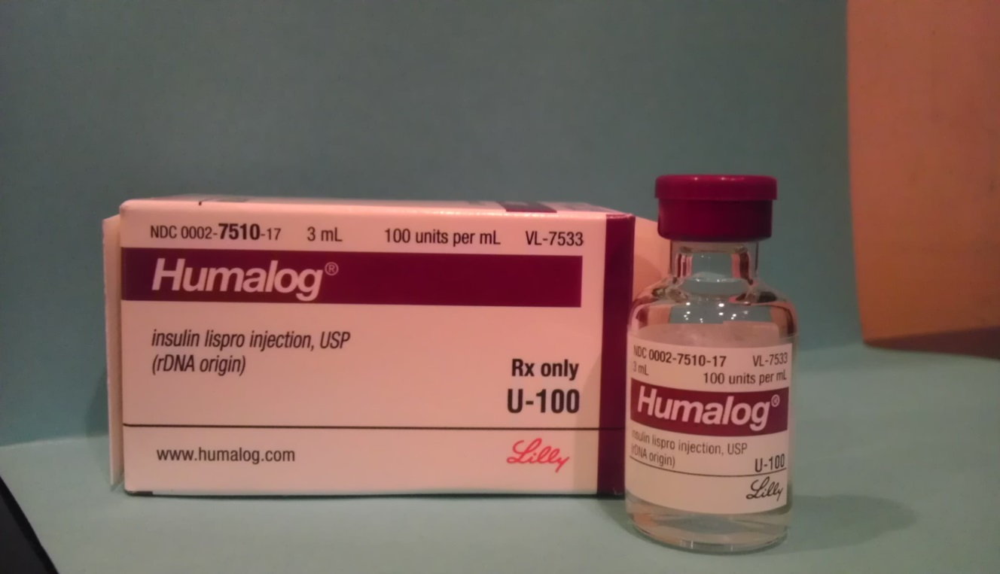 NDC 0002-7510-17 3 mL 100 units per mL VL-7533
Humalog®
insulin lispro injection, USP
(rDNA origin)
Rx only
U-100
www.humalog.com Lilly
NDC 0002-7510-17 VL-7533
3 mL 100 units per mL
Humalog®
insulin lispro injection, USP
(rDNA origin)
U-100
Lilly